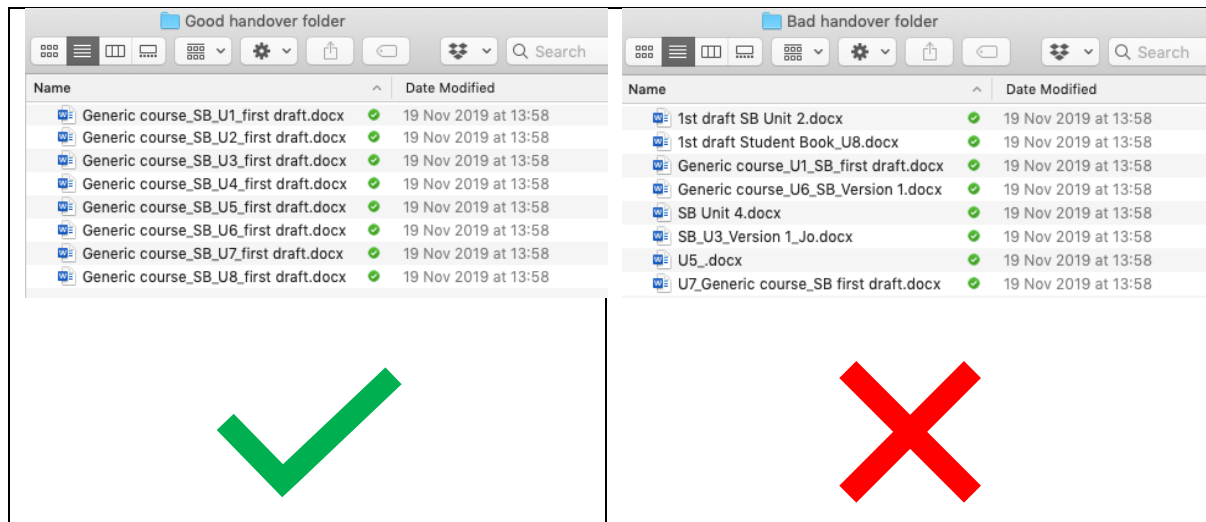 Good handover folder
Search
Name
Date Modified
Generic course_SB_U1_first draft.docx 19 Nov 2019 at 13:58
Generic course_SB_U2_first draft.docx 19 Nov 2019 at 13:58
Generic course_SB_U3_first draft.docx 19 Nov 2019 at 13:58
Generic course_SB_U4_first draft.docx 19 Nov 2019 at 13:58
Generic course_SB_U5_first draft.docx 19 Nov 2019 at 13:58
Generic course_SB_U6_first draft.docx 19 Nov 2019 at 13:58
Generic course_SB_U7_first draft.docx 19 Nov 2019 at 13:58
Generic course_SB_U8_first draft.docx 19 Nov 2019 at 13:58
Bad handover folder
Search
Name
Date Modified
1st draft SB Unit 2.docx 19 Nov 2019 at 13:58
1st draft Student Book_U8.docx 19 Nov 2019 at 13:58
Generic course_U1_SB_first draft.docx 19 Nov 2019 at 13:58
Generic course_U6_SB_Version 1.docx 19 Nov 2019 at 13:58
SB Unit 4.docx 19 Nov 2019 at 13:58
SB_U3_Version 1_Jo.docx 19 Nov 2019 at 13:58
U5_.docx 19 Nov 2019 at 13:58
U7_Generic course_SB first draft.docx 19 Nov 2019 at 13:58